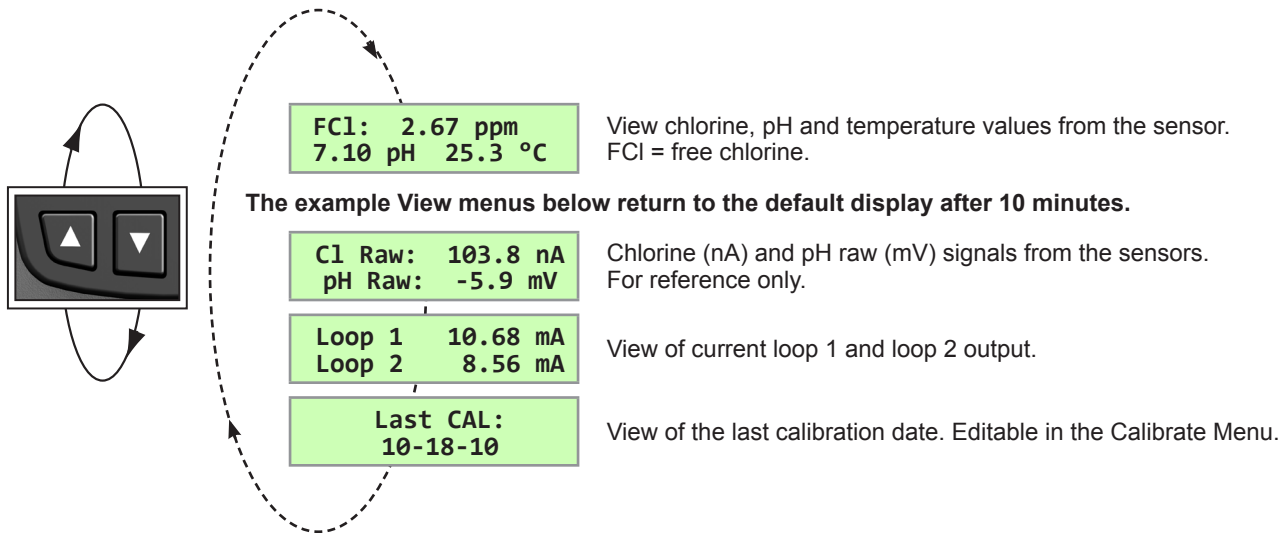 FCl: 2.67 ppm
7.10 pH 25.3 °C
View chlorine, pH and temperature values from the sensor.
FCl = free chlorine.
The example View menus below return to the default display after 10 minutes.
Cl Raw: 103.8 nA
pH Raw: -5.9 mV
Chlorine (nA) and pH raw (mV) signals from the sensors.
For reference only.
Loop 1 10.68 mA
Loop 2 8.56 mA
View of current loop 1 and loop 2 output.
Last CAL:
10-18-10
View of the last calibration date. Editable in the Calibrate Menu.